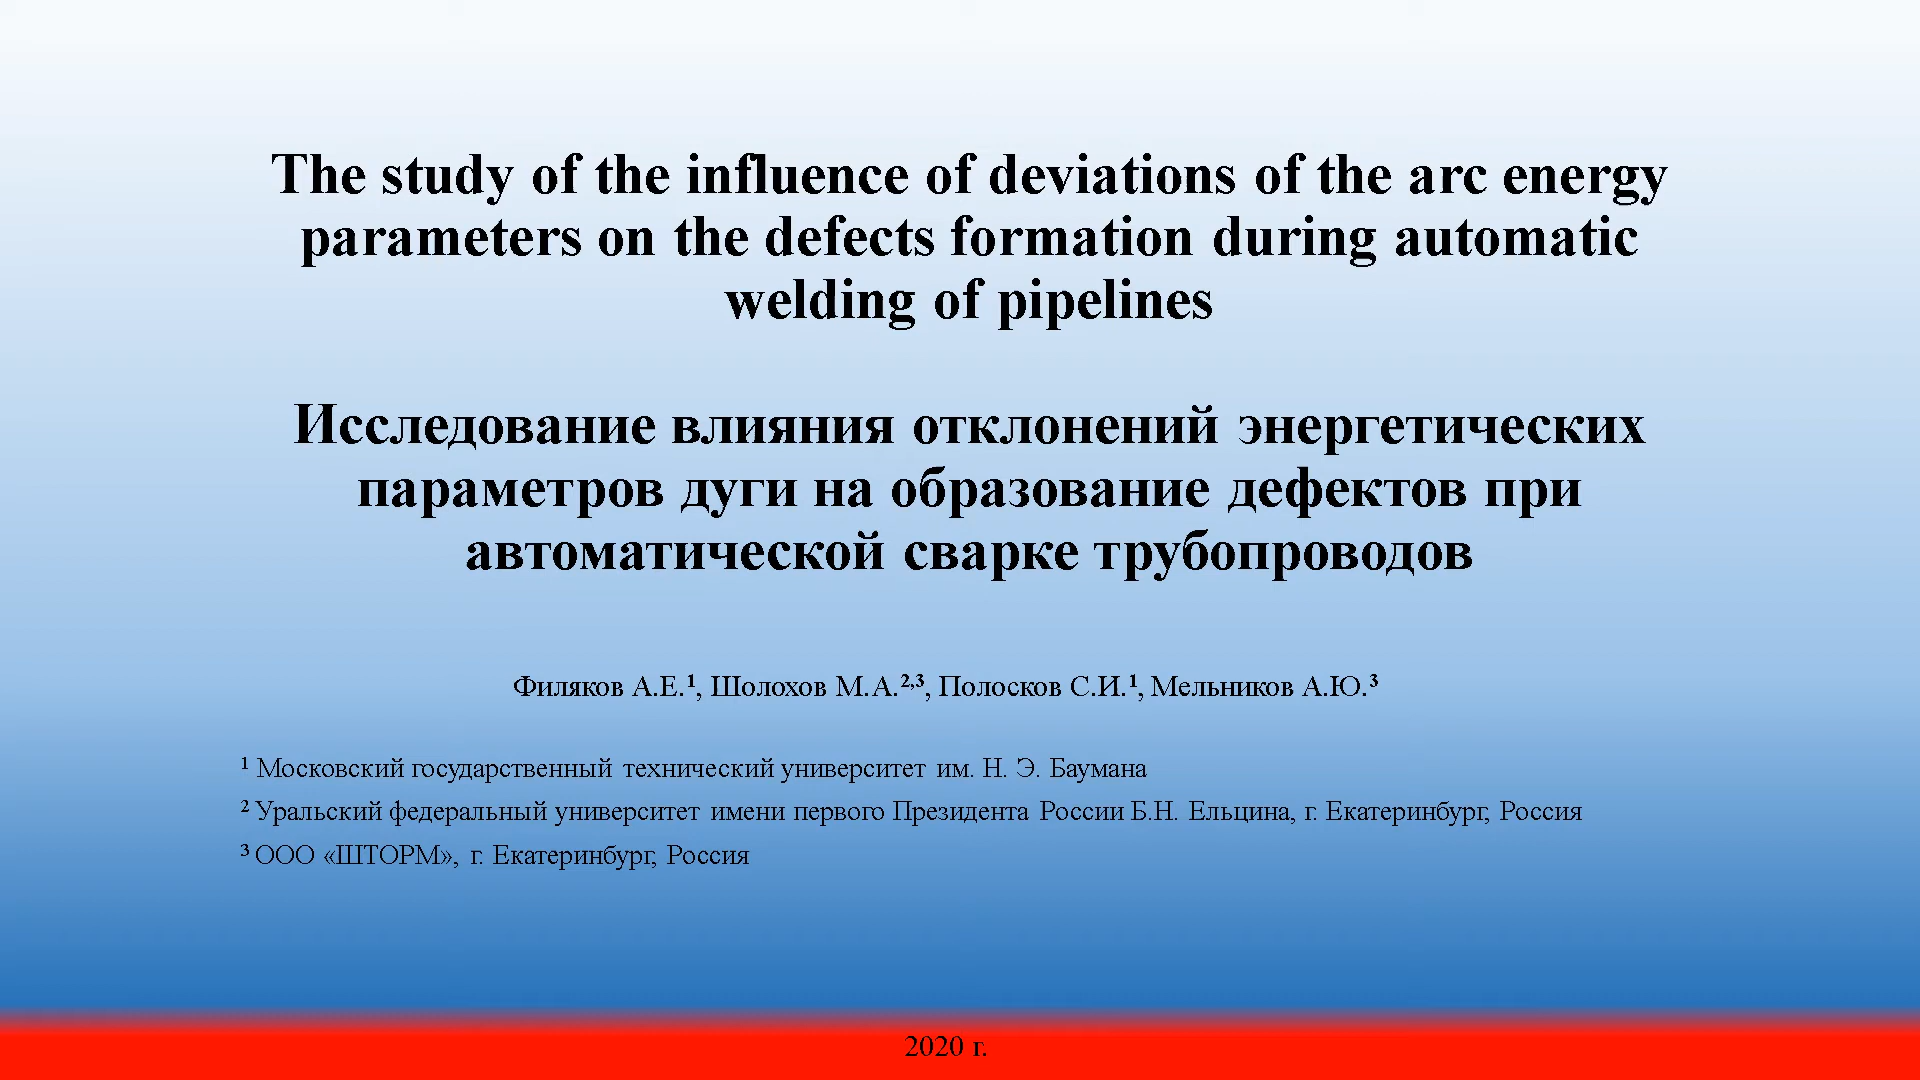 The study of the influence of deviations of the arc energy
parameters on the defects formation during automatic
welding of pipelines
Исследование влияния отклонений энергетических
параметров дуги на образование дефектов при
автоматической сварке трубопроводов
Филяков А.Е.¹, Шолохов М.А.²,³, Полосков С.И.¹, Мельников А.Ю.³
¹ Московский государственный технический университет им. Н. Э. Баумана
² Уральский федеральный университет имени первого Президента России Б.Н. Ельцина, г. Екатеринбург, Россия
³ ООО «ШТОРМ», г. Екатеринбург, Россия
2020 г.